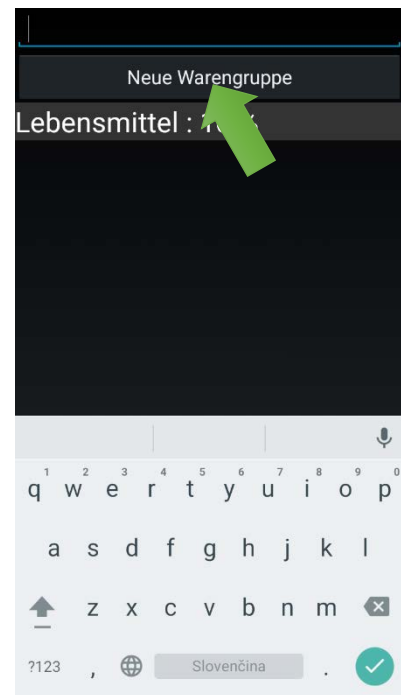 Neue Warengruppe
Lebensmittel :
1 2 3 4 5 6 7 8 9 0
q w e r t y u i o p
a s d f g h j k l
z x c v b n m
?123 , Slovenčina .